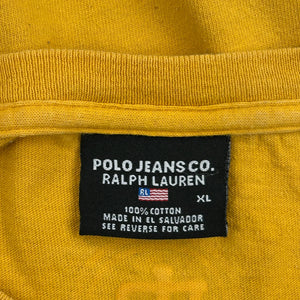 POLO JEANS CO.
RALPH LAUREN
RL
XL
100% COTTON
MADE IN EL SALVADOR
SEE REVERSE FOR CARE